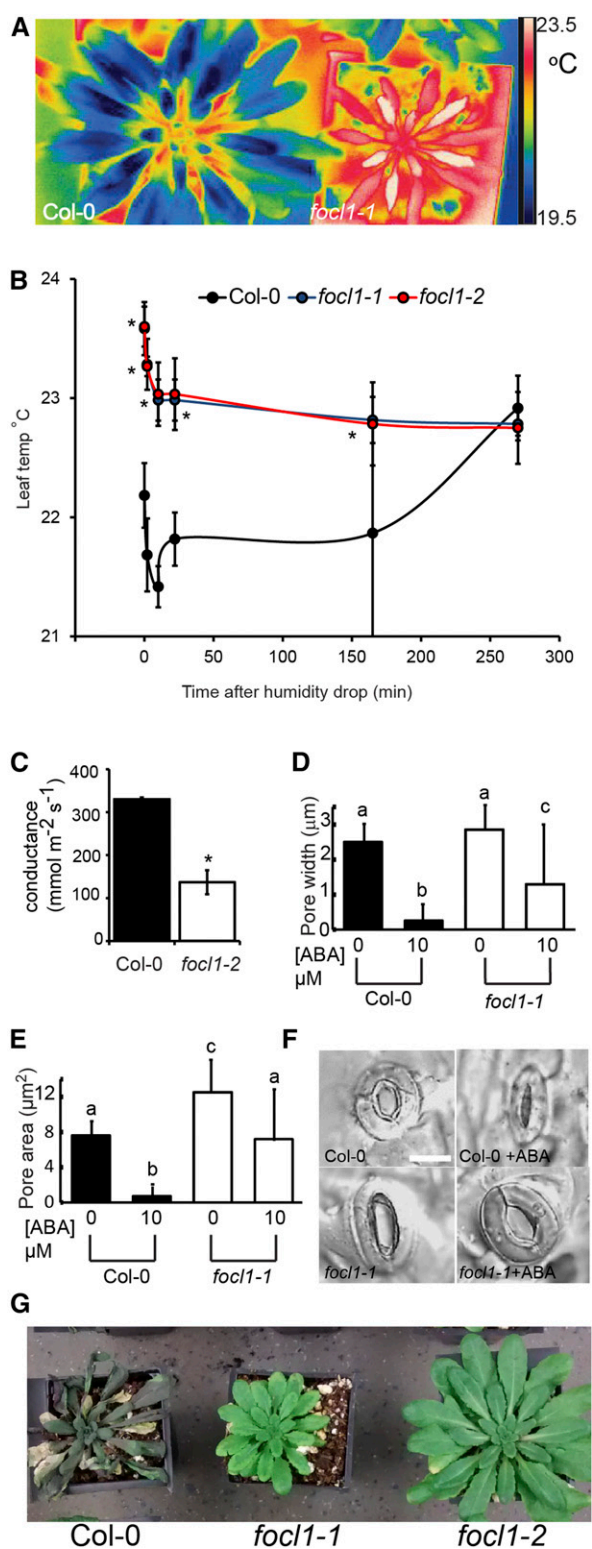 A
23.5
°C
19.5
Col-0
focl1-1
B
Col-0 focl1-1 focl1-2
24
23
22
21
Leaf temp °C
*
*
*
*
*
0 50 100 150 200 250 300
Time after humidity drop (min)
C
conductance
(mmol m-2 s-1)
400
300
200
100
0
*
Col-0 focl1-2
D
Pore width (µm)
3
2
1
0
a
b
a
c
[ABA] 0 10 0 10
µM
Col-0 focl1-1
E
Pore area (µm2)
12
8
4
0
a
b
c
a
[ABA] 0 10 0 10
µM
Col-0 focl1-1
F
Col-0
Col-0 +ABA
focl1-1
focl1-1+ABA
G
Col-0 focl1-1 focl1-2